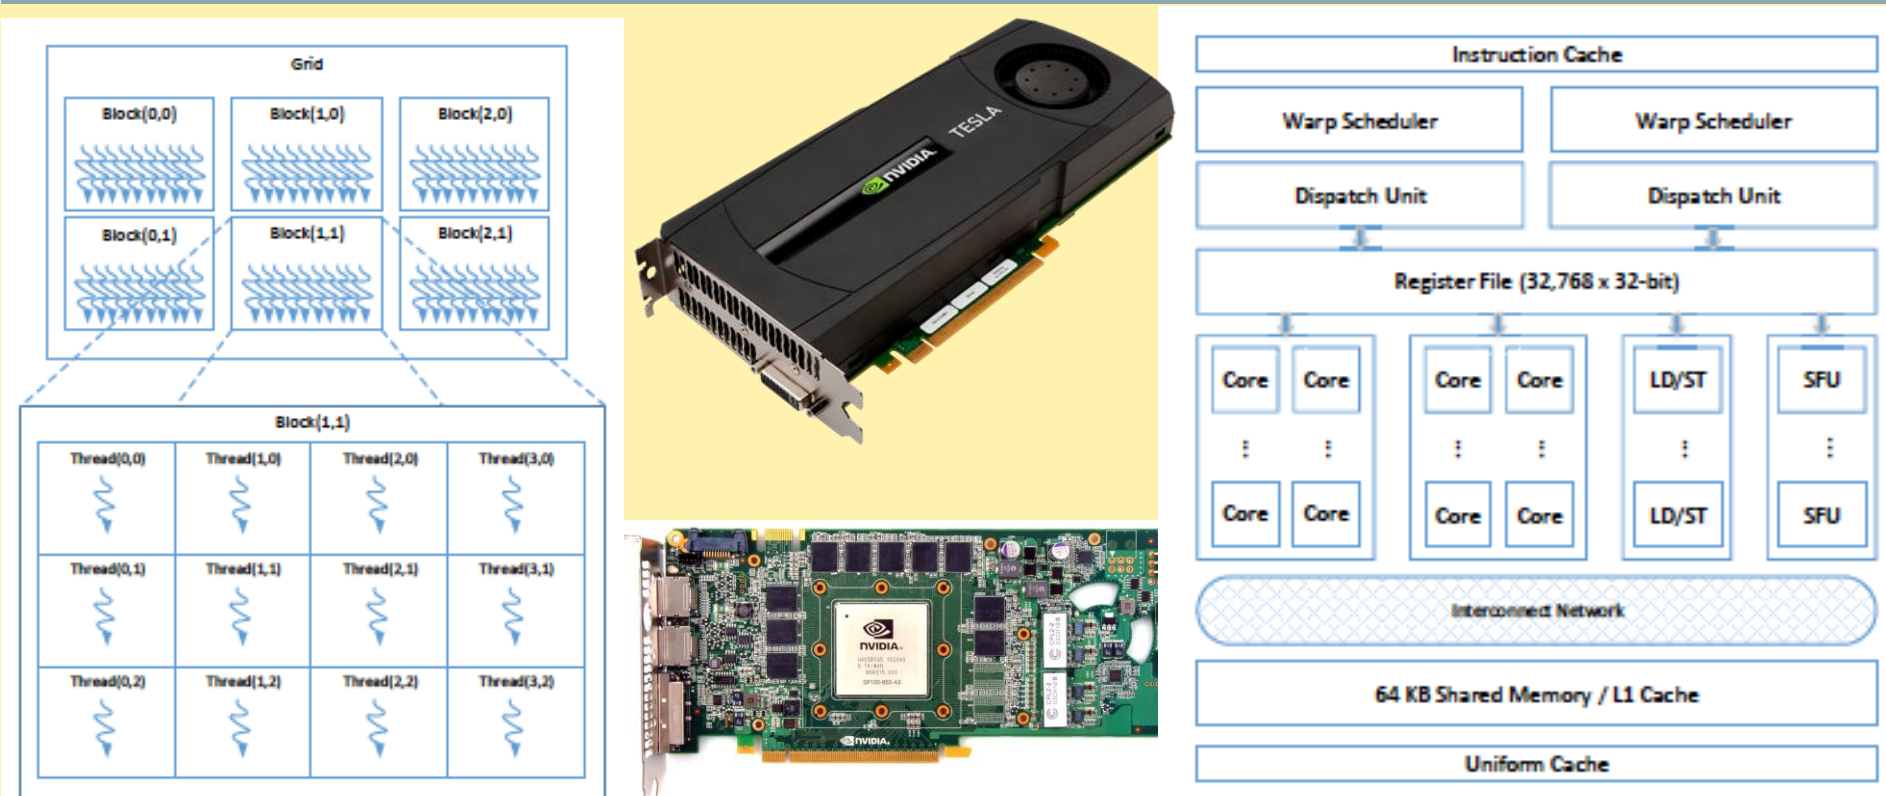 Grid
Block(0,0) Block(1,0) Block(2,0)
Block(0,1) Block(1,1) Block(2,1)
Block(1,1)
Thread(0,0) Thread(1,0) Thread(2,0) Thread(3,0)
Thread(0,1) Thread(1,1) Thread(2,1) Thread(3,1)
Thread(0,2) Thread(1,2) Thread(2,2) Thread(3,2)
NVIDIA.
TESLA
NVIDIA.
NVIDIA.
Instruction Cache
Warp Scheduler Warp Scheduler
Dispatch Unit Dispatch Unit
Register File (32,768 x 32-bit)
Core Core Core Core LD/ST SFU
Core Core Core Core LD/ST SFU
Interconnect Network
64 KB Shared Memory / L1 Cache
Uniform Cache